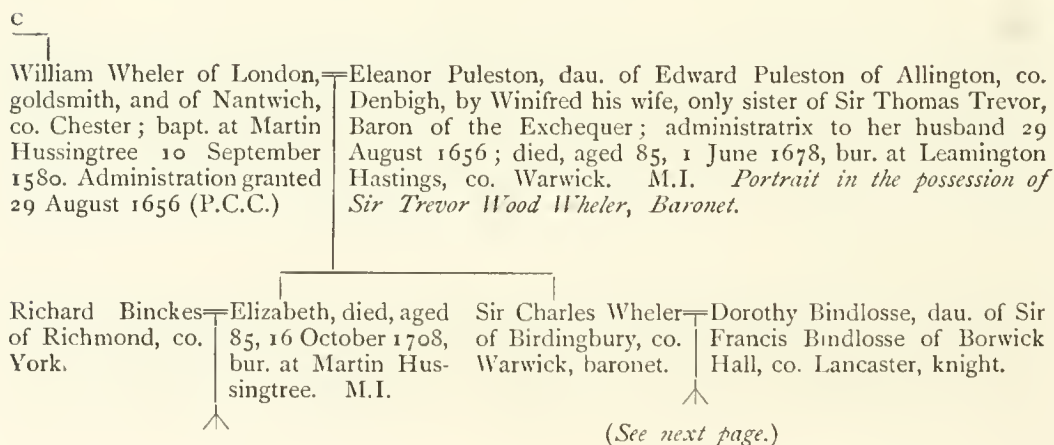 C
William Wheler of London,
goldsmith, and of Nantwich,
co. Chester; bapt. at Martin
Hussingtree 10 September
1580. Administration granted
29 August 1656 (P.C.C.)
Eleanor Puleston, dau. of Edward Puleston of Allington, co.
Denbigh, by Winifred his wife, only sister of Sir Thomas Trevor,
Baron of the Exchequer; administratrix to her husband 29
August 1656; died, aged 85, 1 June 1678, bur. at Leamington
Hastings, co. Warwick. M.I. Portrait in the possession of
Sir Trevor Wood Wheler, Baronet.
Richard Binckes
of Richmond, co.
York.
Elizabeth, died, aged
85, 16 October 1708,
bur. at Martin Hus-
singtree. M.I.
Sir Charles Wheler
of Birdingbury, co.
Warwick, baronet.
Dorothy Bindlosse, dau. of Sir
Francis Bindlosse of Borwick
Hall, co. Lancaster, knight.
(See next page.)